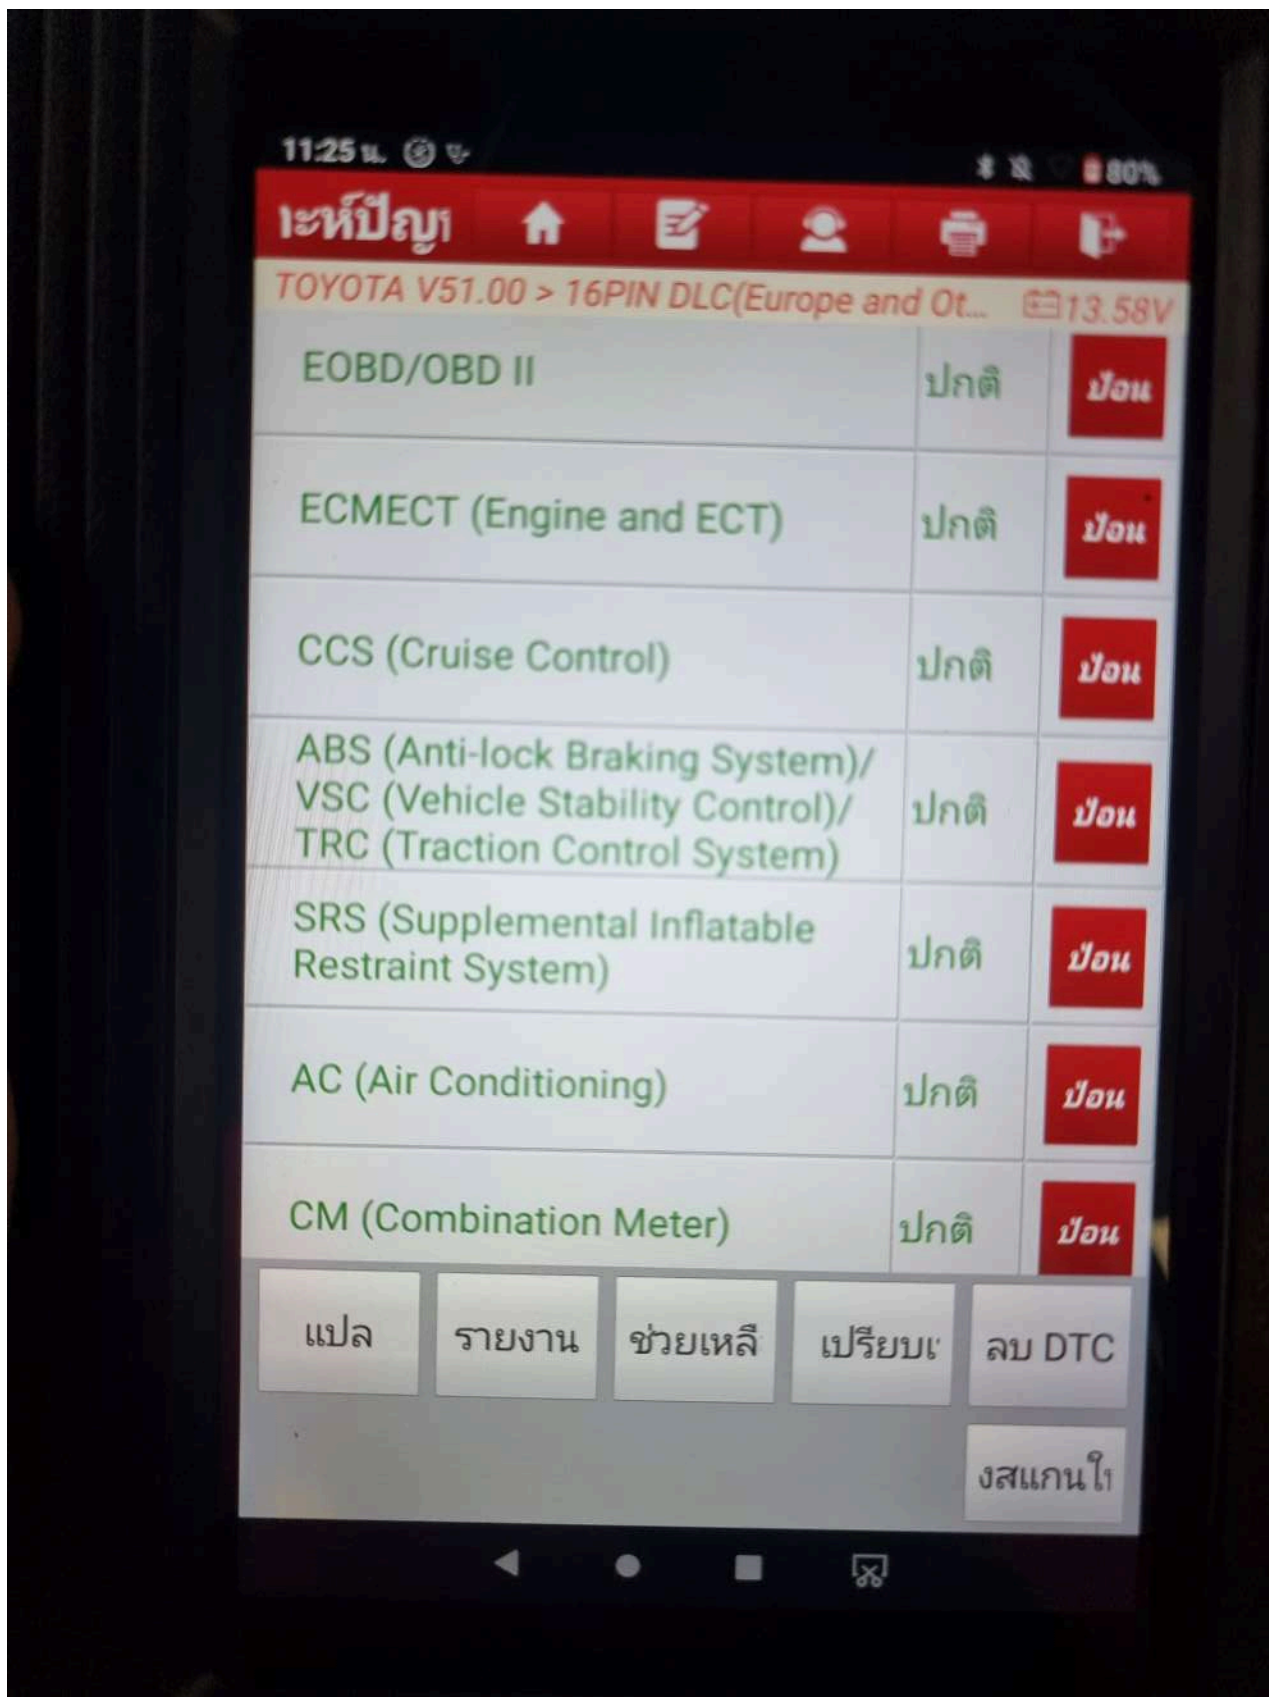 11:25 น.
80%
าะห์ปัญห
TOYOTA V51.00 > 16PIN DLC(Europe and Ot... 13.58V
EOBD/OBD II ปกติ ป้อน
ECMECT (Engine and ECT) ปกติ ป้อน
CCS (Cruise Control) ปกติ ป้อน
ABS (Anti-lock Braking System)/
VSC (Vehicle Stability Control)/ ปกติ ป้อน
TRC (Traction Control System)
SRS (Supplemental Inflatable
Restraint System) ปกติ ป้อน
AC (Air Conditioning) ปกติ ป้อน
CM (Combination Meter) ปกติ ป้อน
แปล รายงาน ช่วยเหลื เปรียบเ ลบ DTC
งสแกนให